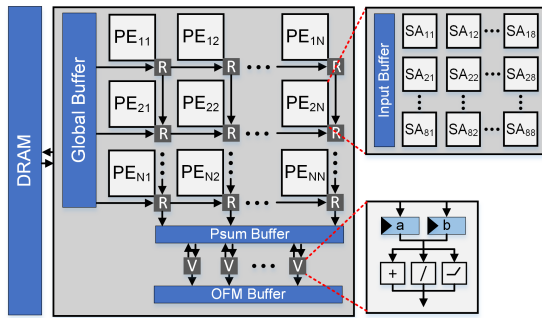 DRAM
Global Buffer
PE11 PE12 PE1N
R R R
PE21 PE22 PE2N
R R R
PEN1 PEN2 PENN
R R R
Psum Buffer
V V V
OFM Buffer
Input Buffer
SA11 SA12 SA18
SA21 SA22 SA28
SA81 SA82 SA88
a b
+ /